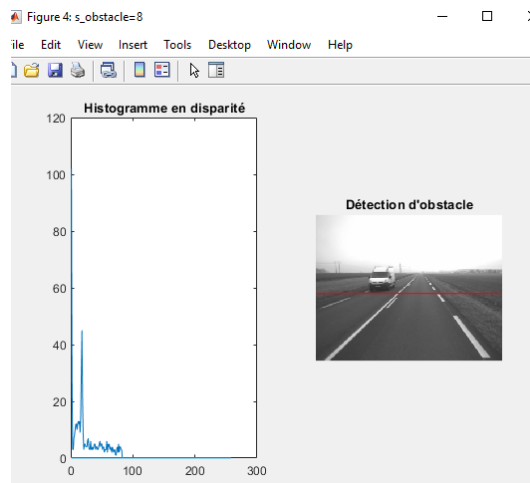 Figure 4: s_obstacle=8
ile Edit View Insert Tools Desktop Window Help
Histogramme en disparité
120
100
80
60
40
20
0
0 100 200 300
Détection d'obstacle